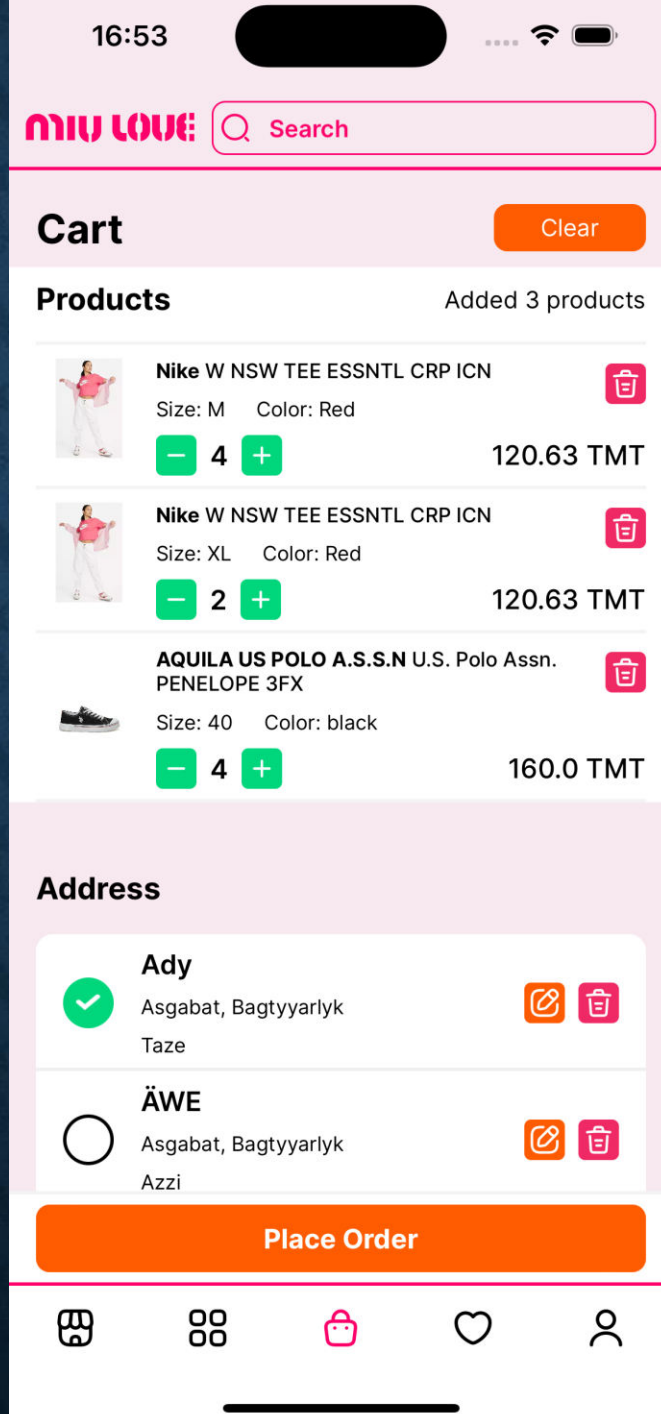 16:53
MIU LOVE
Search
Cart
Clear
Products
Added 3 products
Nike W NSW TEE ESSNTL CRP ICN
Size: M Color: Red
4
120.63 TMT
Nike W NSW TEE ESSNTL CRP ICN
Size: XL Color: Red
2
120.63 TMT
AQUILA US POLO A.S.S.N U.S. Polo Assn.
PENELOPE 3FX
Size: 40 Color: black
4
160.0 TMT
Address
Ady
Asgabat, Bagtyyarlyk
Taze
ÄWE
Asgabat, Bagtyyarlyk
Azzi
Place Order